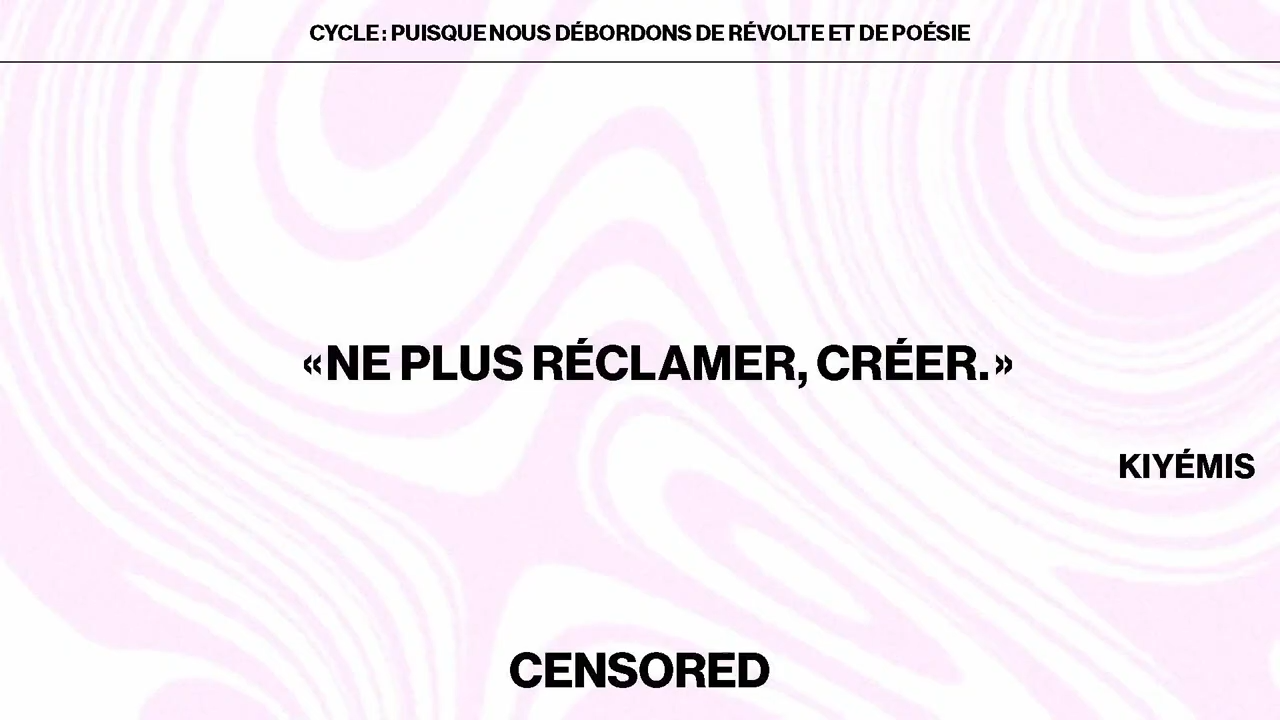 CYCLE : PUISQUE NOUS DÉBORDONS DE RÉVOLTE ET DE POÉSIE
«NE PLUS RÉCLAMER, CRÉER.»
KIYÉMIS
CENSORED